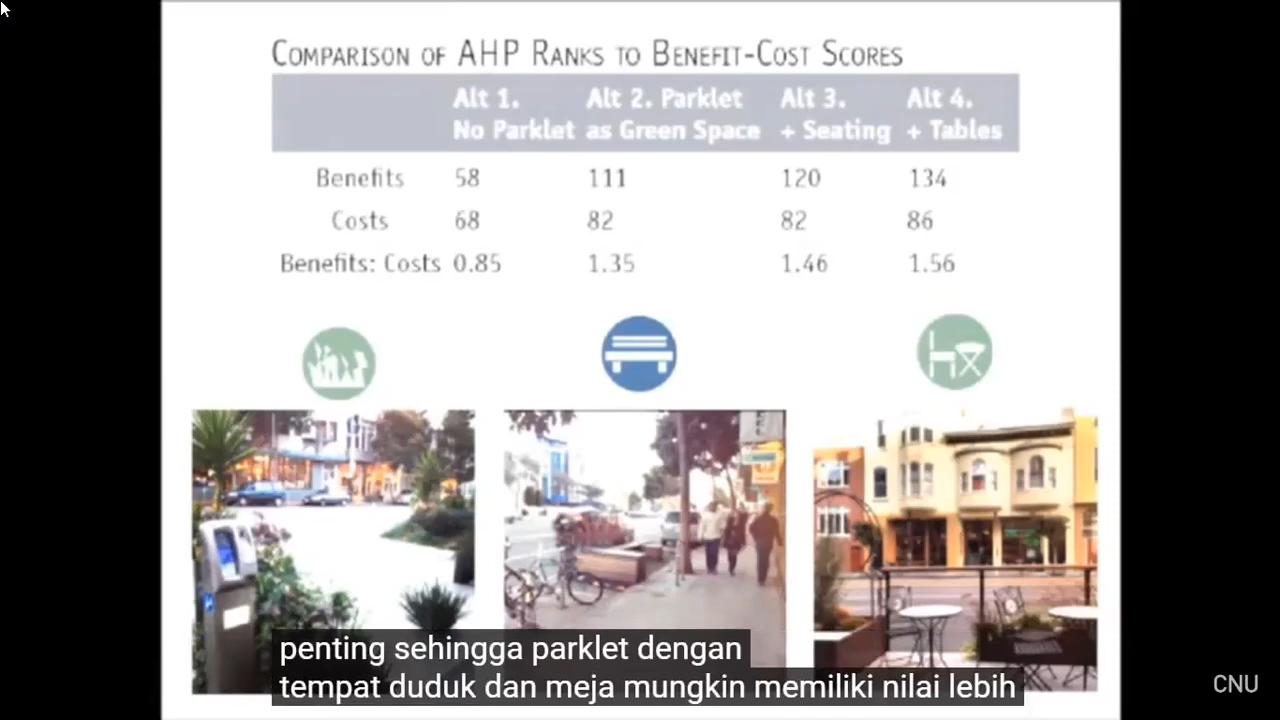 COMPARISON OF AHP RANKS TO BENEFIT-COST SCORES
Alt 1. No Parklet
Alt 2. Parklet as Green Space
Alt 3. + Seating
Alt 4. + Tables
Benefits 58 111 120 134
Costs 68 82 82 86
Benefits: Costs 0.85 1.35 1.46 1.56
penting sehingga parklet dengan
tempat duduk dan meja mungkin memiliki nilai lebih
CNU